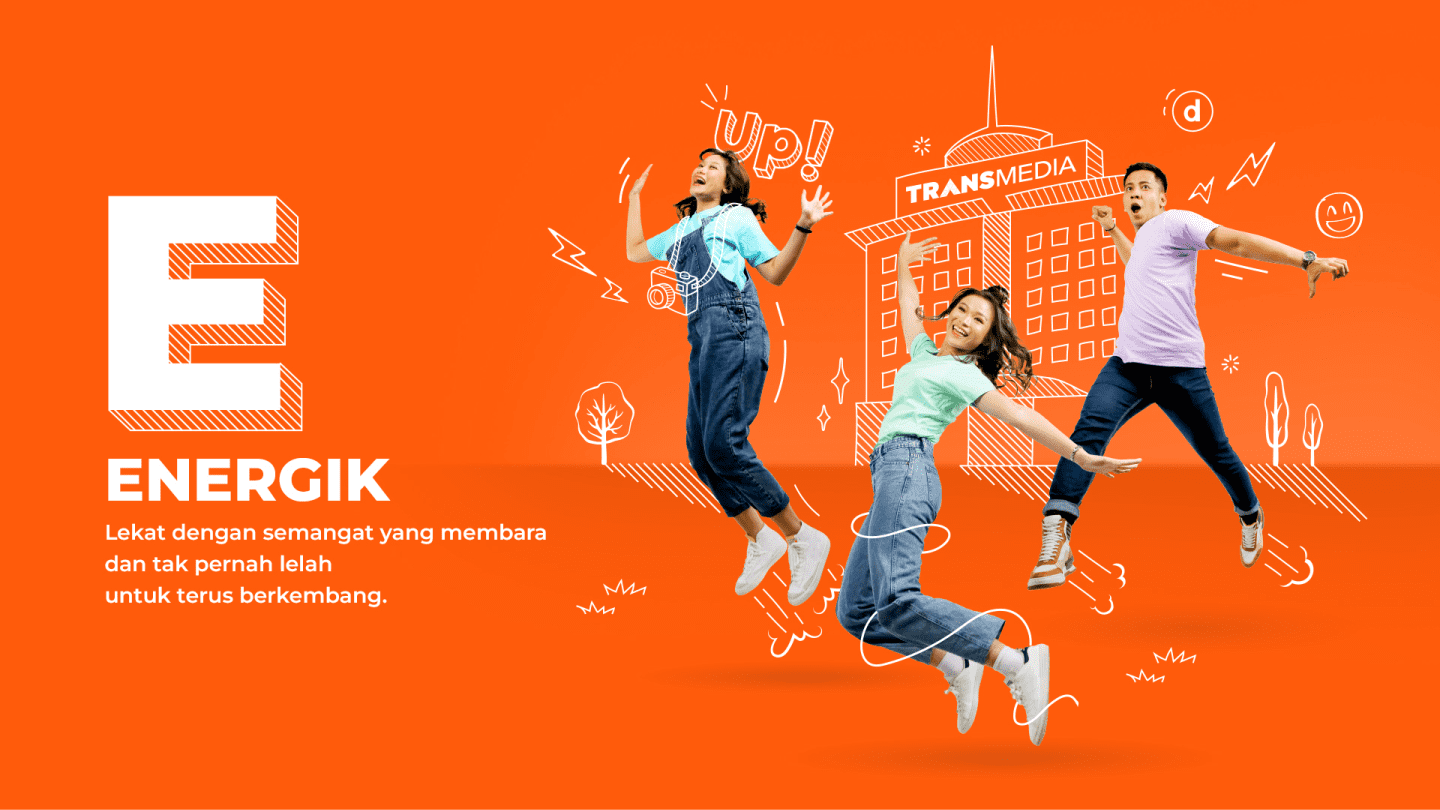 E
ENERGIK
Lekat dengan semangat yang membara
dan tak pernah lelah
untuk terus berkembang.
Up!
TRANSMEDIA
d